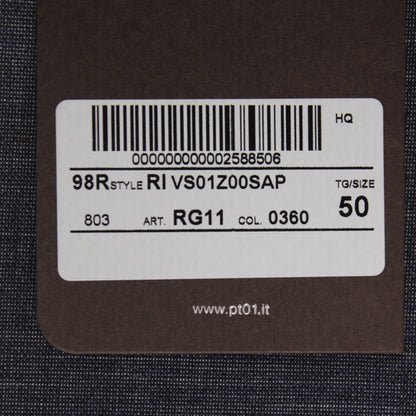 HQ
000000000002588506
98R STYLE RI VS01Z00SAP TG/SIZE
803 ART. RG11 COL. 0360 50
www.pt01.it